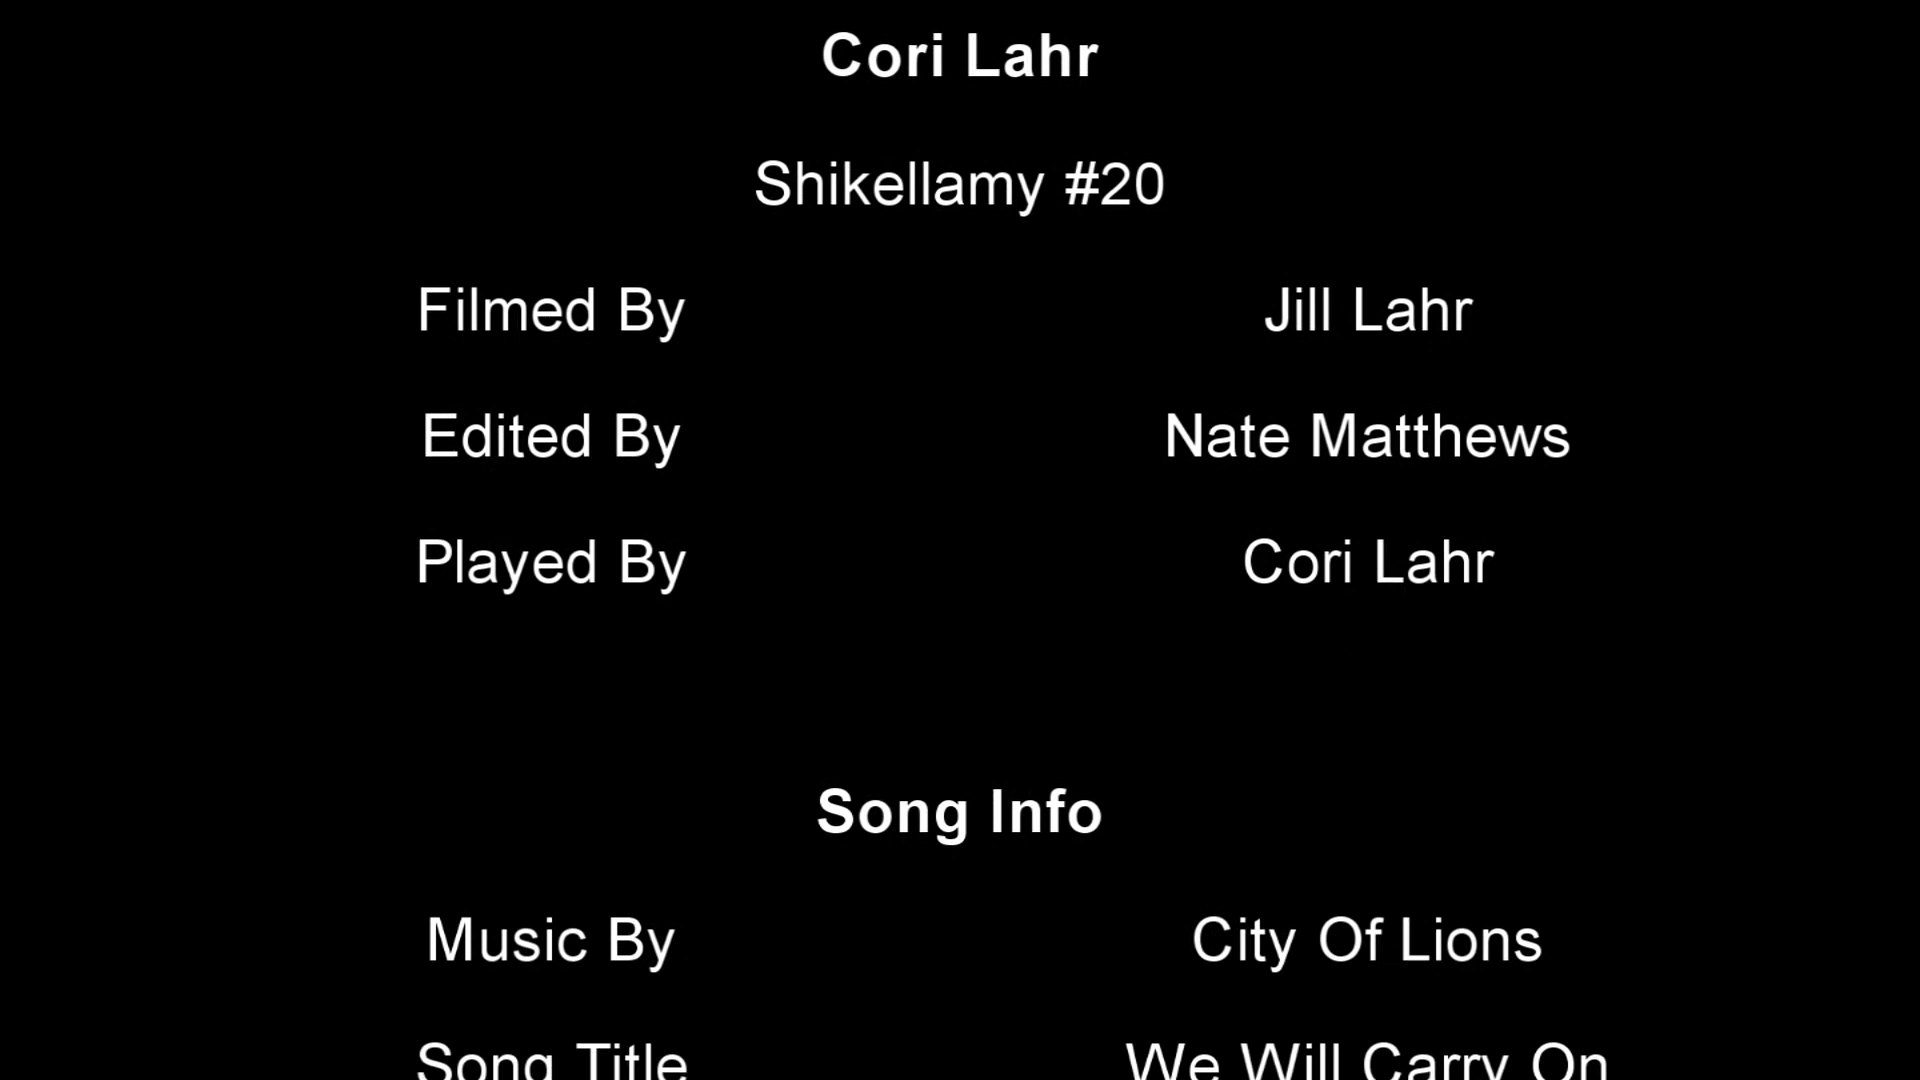 Cori Lahr
Shikellamy #20
Filmed By Jill Lahr
Edited By Nate Matthews
Played By Cori Lahr
Song Info
Music By City Of Lions
Song Title We Will Carry On